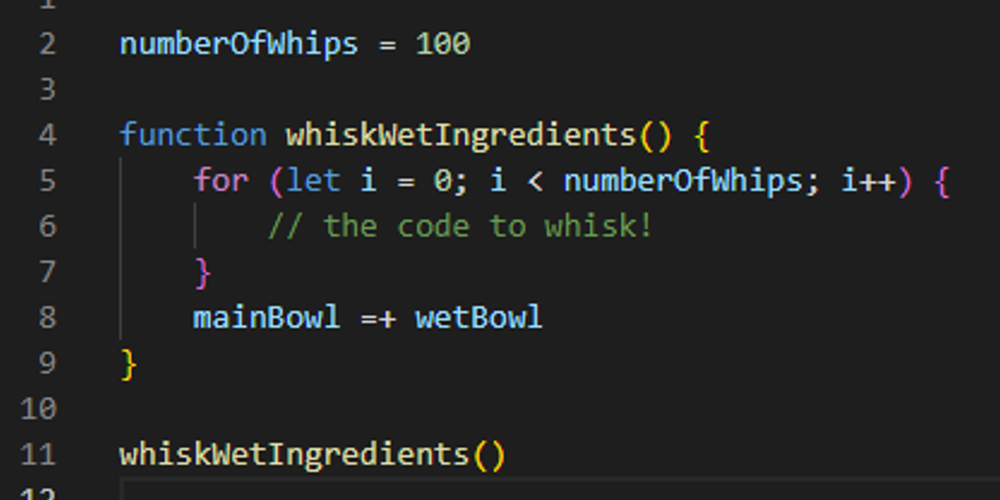 1
2 numberOfWhips = 100
3
4 function whiskWetIngredients() {
5 for (let i = 0; i < numberOfWhips; i++) {
6 // the code to whisk!
7 }
8 mainBowl =+ wetBowl
9 }
10
11 whiskWetIngredients()
12